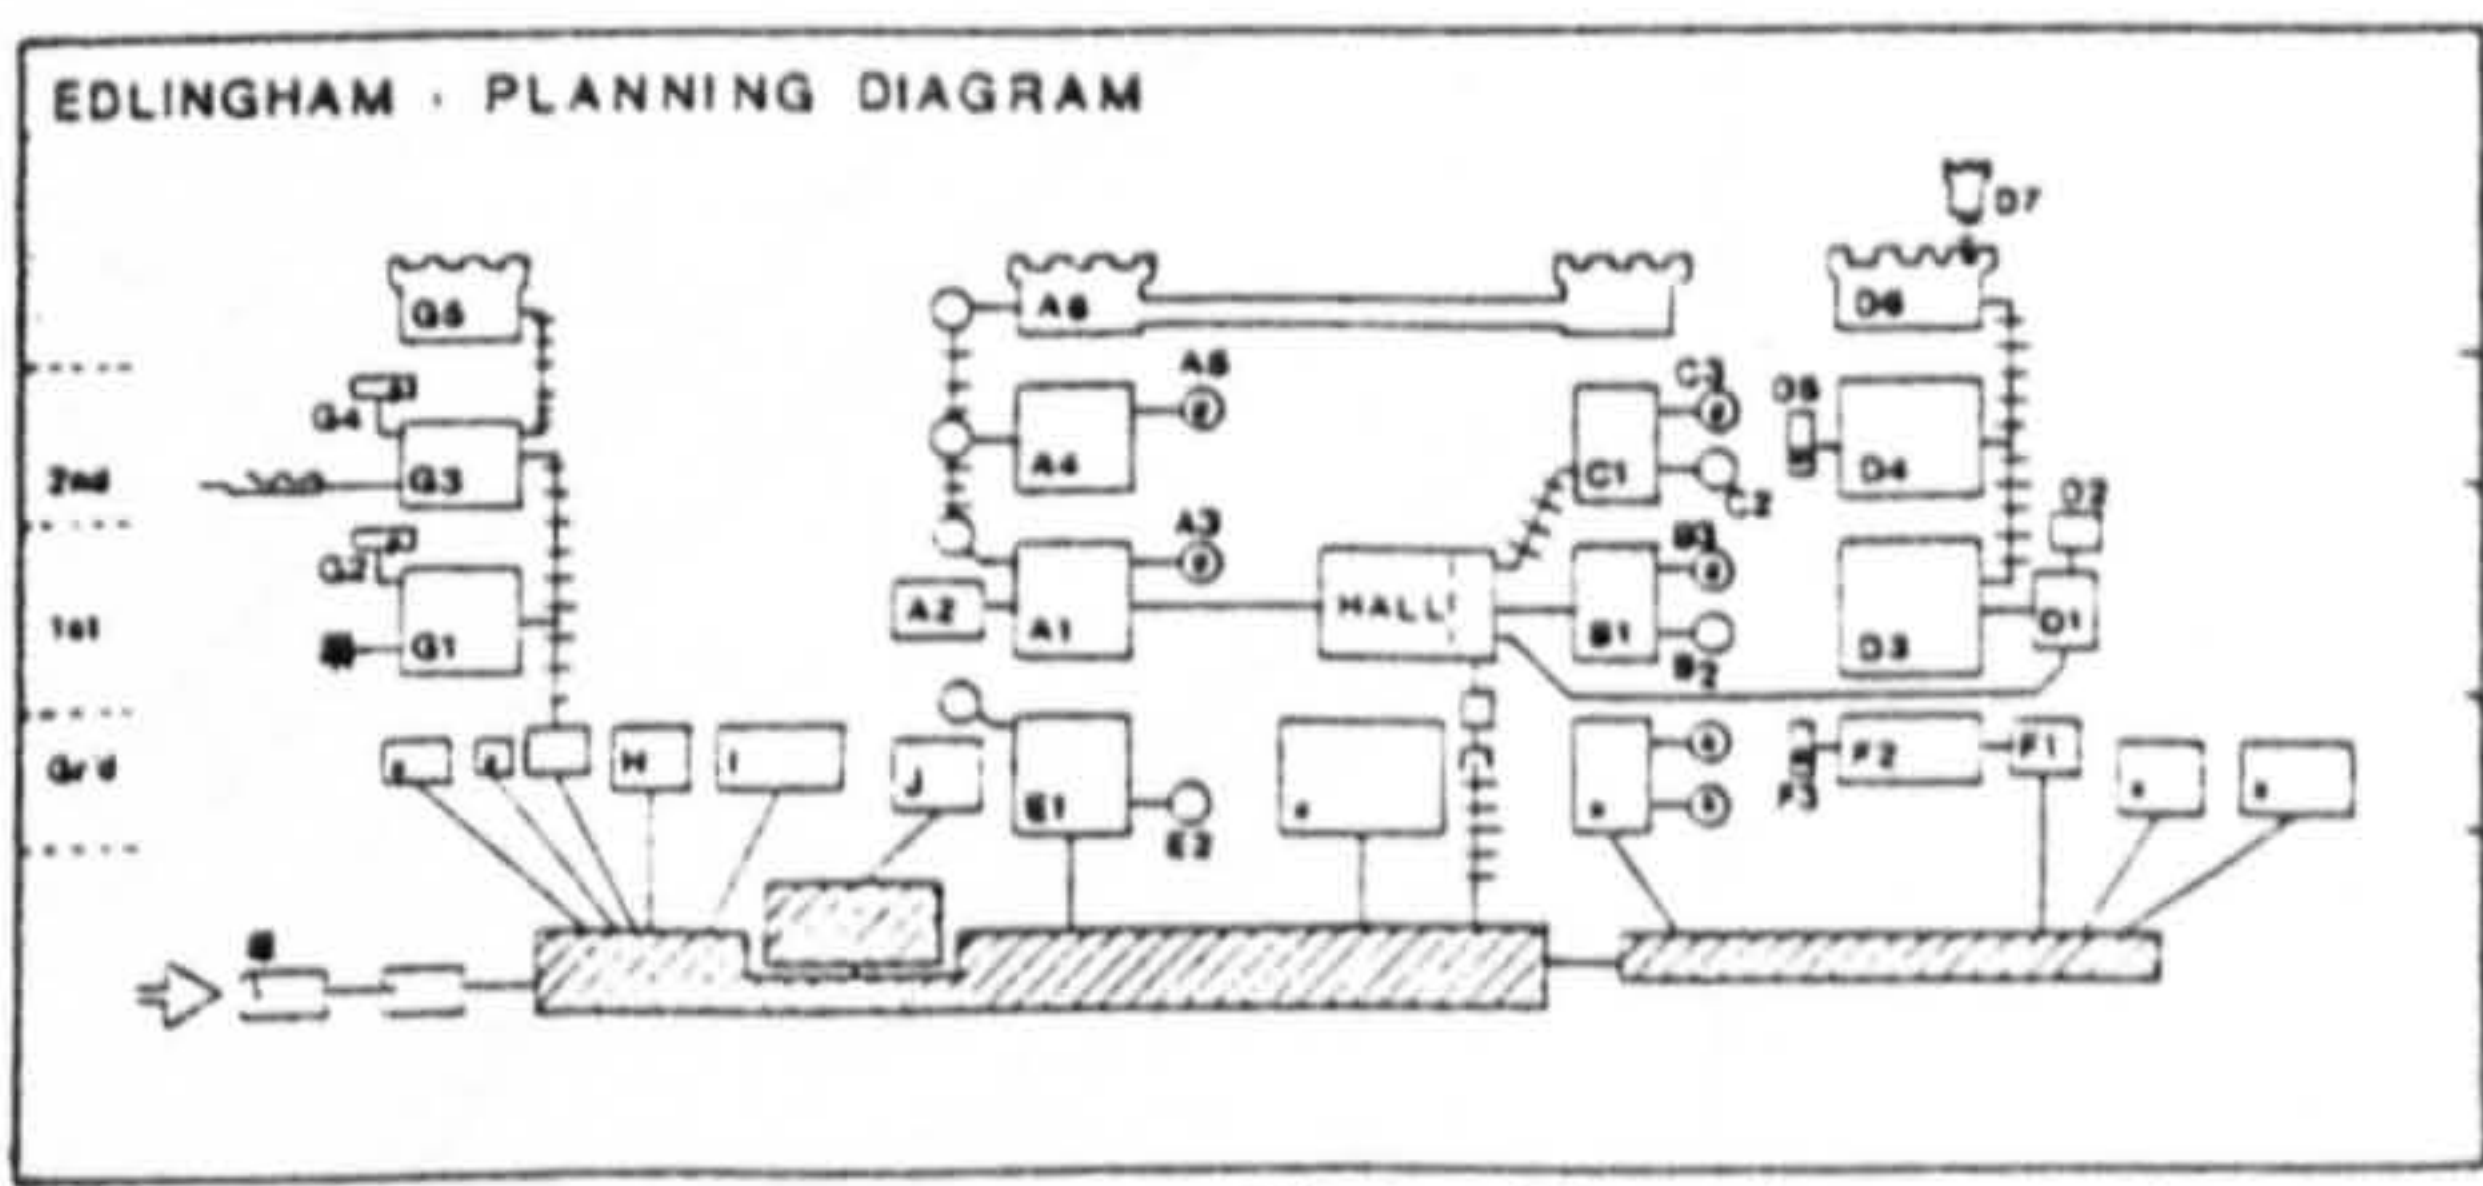 EDLINGHAM · PLANNING DIAGRAM
D7
G5
A6
D6
A5
C3
D5
G4
2nd
G3
A4
C1
C2
D4
D2
G2
A3
B3
1st
G1
A2
A1
HALL
B1
B2
D3
D1
Gr'd
H
I
J
E1
E2
F2
F1
F3